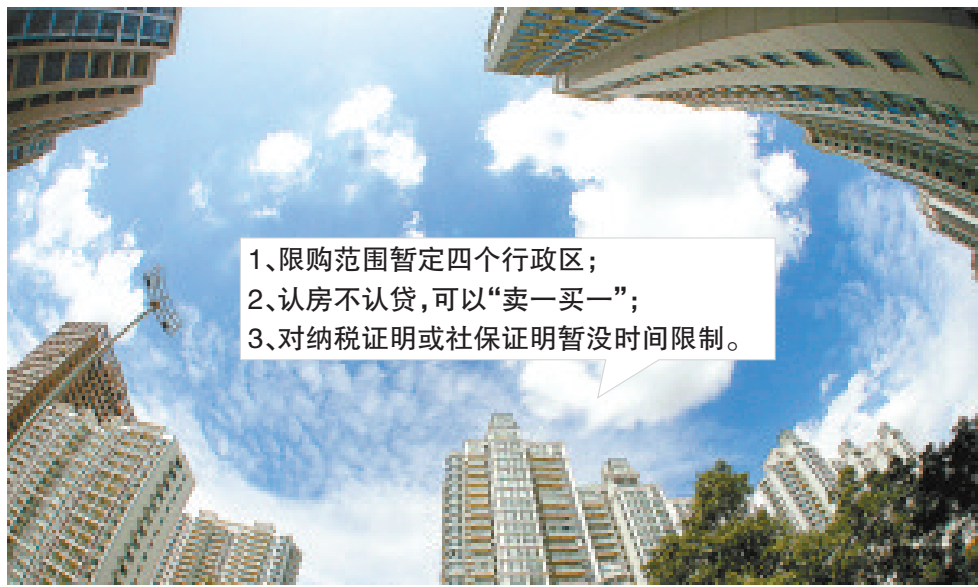 1、限购范围暂定四个行政区；
2、认房不认贷，可以“卖一买一”；
3、对纳税证明或社保证明暂没时间限制。